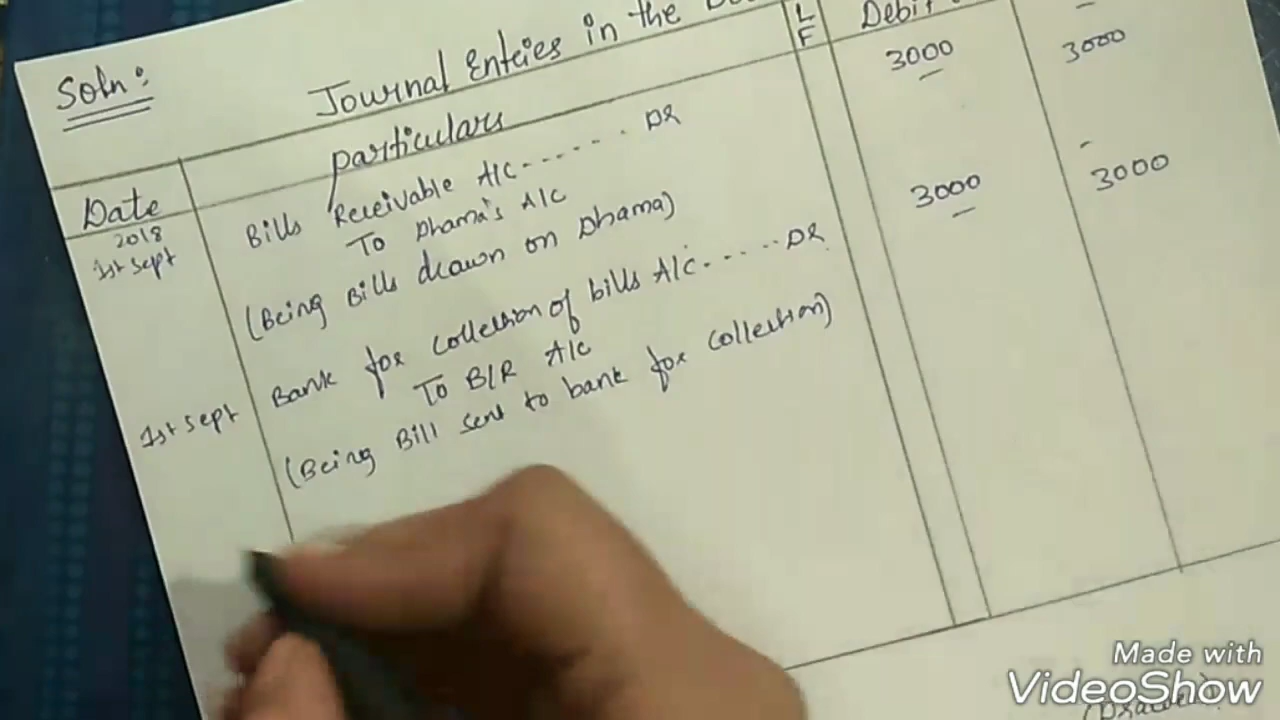 Soln:
Journal Entries in the
Date
particulars
L
F
Debit
2018
1st Sept
Bills Receivable A/C ------- DR
3000
To Dhama's A/C
3000
(Being Bills drawn on Dhama)
1st Sept
Bank for collection of bills A/C ------ DR
3000
To B/R A/C
3000
(Being Bill sent to bank for collection)
Made with
VideoShow